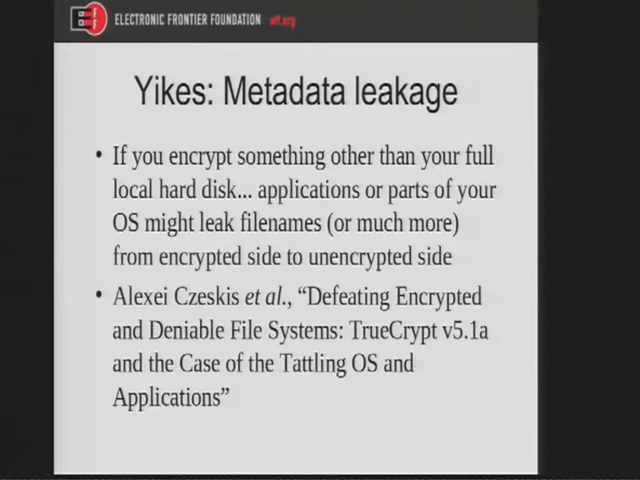 ELECTRONIC FRONTIER FOUNDATION eff.org
Yikes: Metadata leakage
• If you encrypt something other than your full
local hard disk... applications or parts of your
OS might leak filenames (or much more)
from encrypted side to unencrypted side
• Alexei Czeskis et al., “Defeating Encrypted
and Deniable File Systems: TrueCrypt v5.1a
and the Case of the Tattling OS and
Applications”